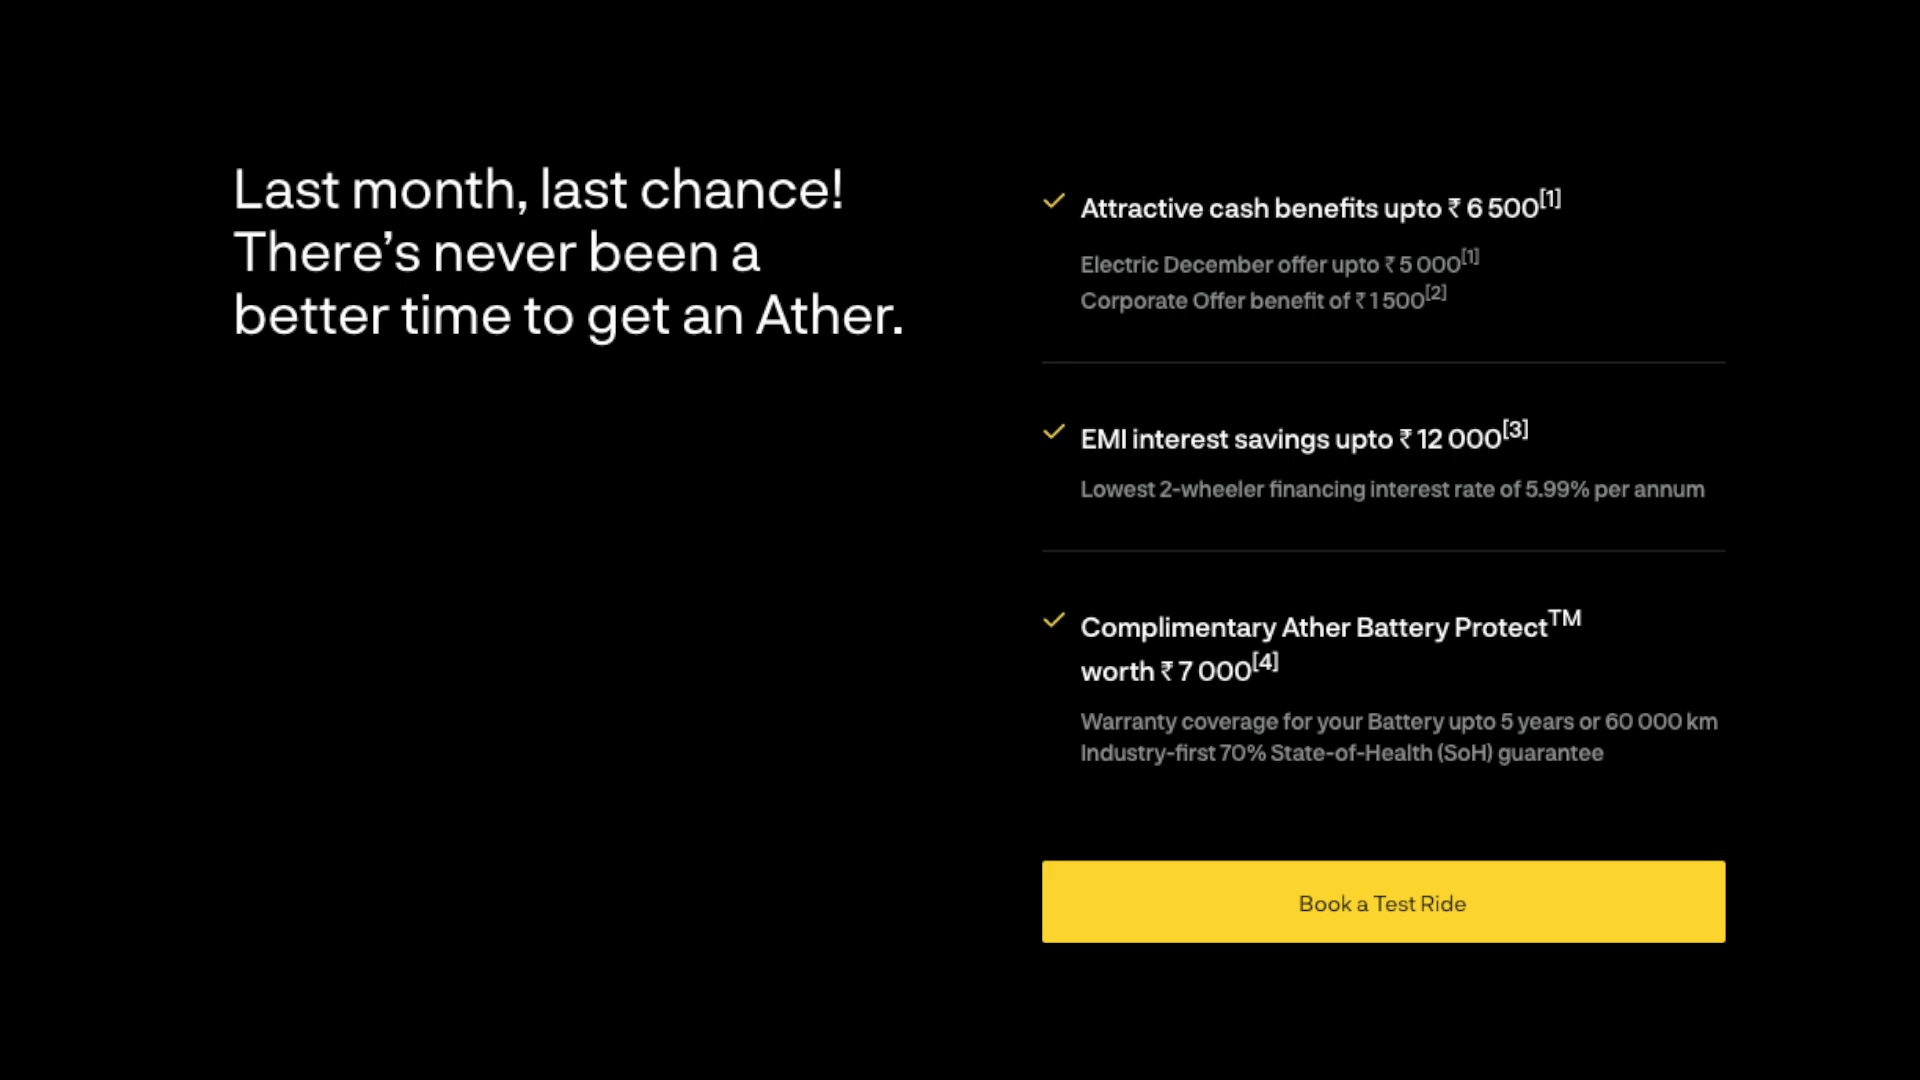 Last month, last chance!
There’s never been a
better time to get an Ather.
Attractive cash benefits upto ₹ 6 500[1]
Electric December offer upto ₹ 5 000[1]
Corporate Offer benefit of ₹ 1 500[2]
EMI interest savings upto ₹ 12 000[3]
Lowest 2-wheeler financing interest rate of 5.99% per annum
Complimentary Ather Battery Protect™
worth ₹ 7 000[4]
Warranty coverage for your Battery upto 5 years or 60 000 km
Industry-first 70% State-of-Health (SoH) guarantee
Book a Test Ride